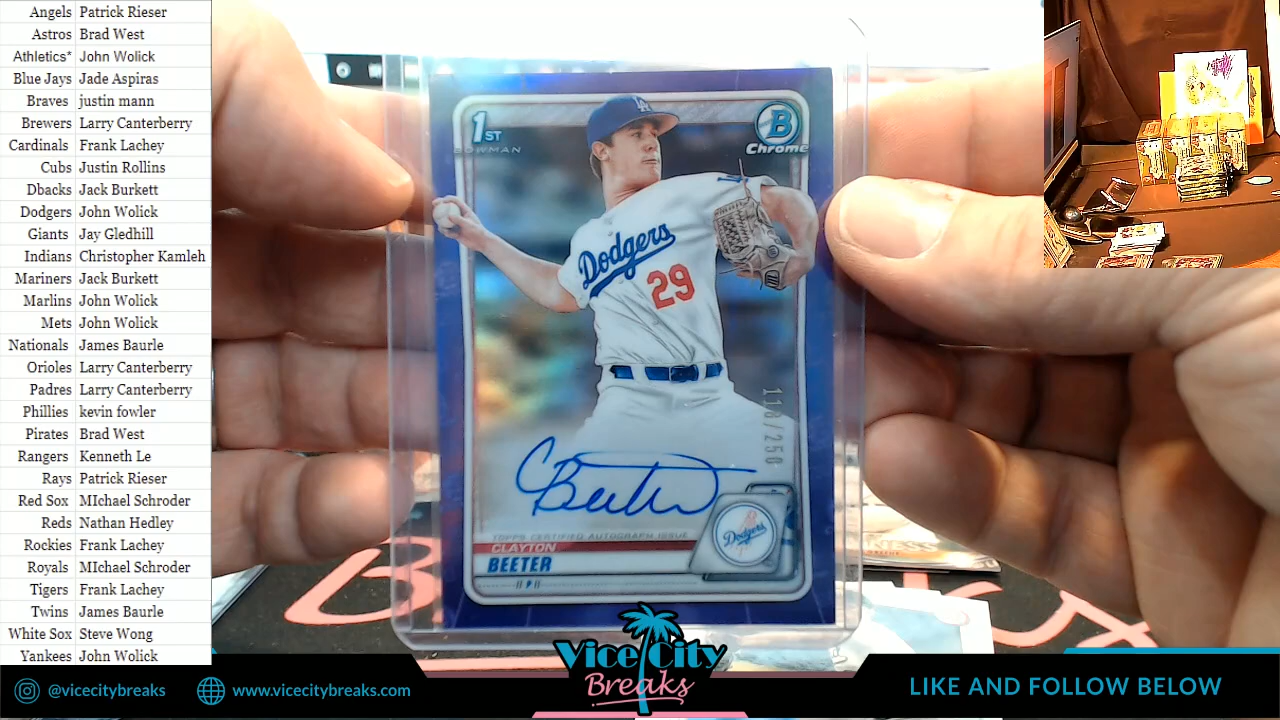 Angels Patrick Rieser
Astros Brad West
Athletics* John Wolick
Blue Jays Jade Aspiras
Braves justin mann
Brewers Larry Canterberry
Cardinals Frank Lachey
Cubs Justin Rollins
Dbacks Jack Burkett
Dodgers John Wolick
Giants Jay Gledhill
Indians Christopher Kamleh
Mariners Jack Burkett
Marlins John Wolick
Mets John Wolick
Nationals James Baurle
Orioles Larry Canterberry
Padres Larry Canterberry
Phillies kevin fowler
Pirates Brad West
Rangers Kenneth Le
Rays Patrick Rieser
Red Sox MIchael Schroder
Reds Nathan Hedley
Rockies Frank Lachey
Royals MIchael Schroder
Tigers Frank Lachey
Twins James Baurle
White Sox Steve Wong
Yankees John Wolick
1ST
BOWMAN
B
Chrome
LA
Dodgers
29
CBeeter
TOPPS CERTIFIED AUTOGRAPH ISSUE
CLAYTON
BEETER
P
Dodgers
Vice City
Breaks
@vicecitybreaks
www.vicecitybreaks.com
LIKE AND FOLLOW BELOW